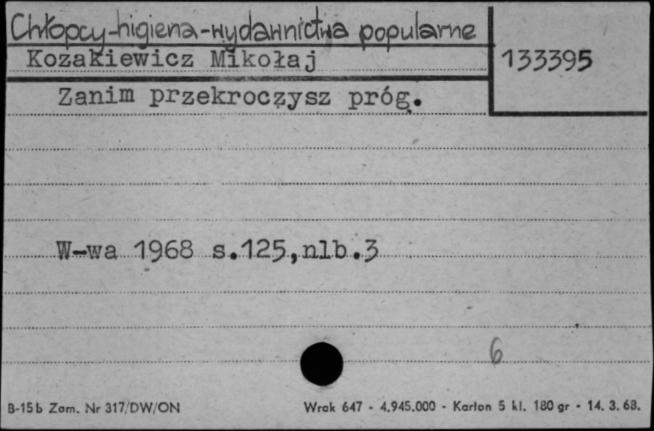 Chłopcy-higiena-wydawnictwa popularne
Kozakiewicz Mikołaj
133395
Zanim przekroczysz próg.
W-wa 1968 s.125,nlb.3
6
B-15b Zam. Nr 317/DW/ON
Wrak 647 - 4.945.000 - Karton 5 kl. 180 gr - 14. 3. 68.